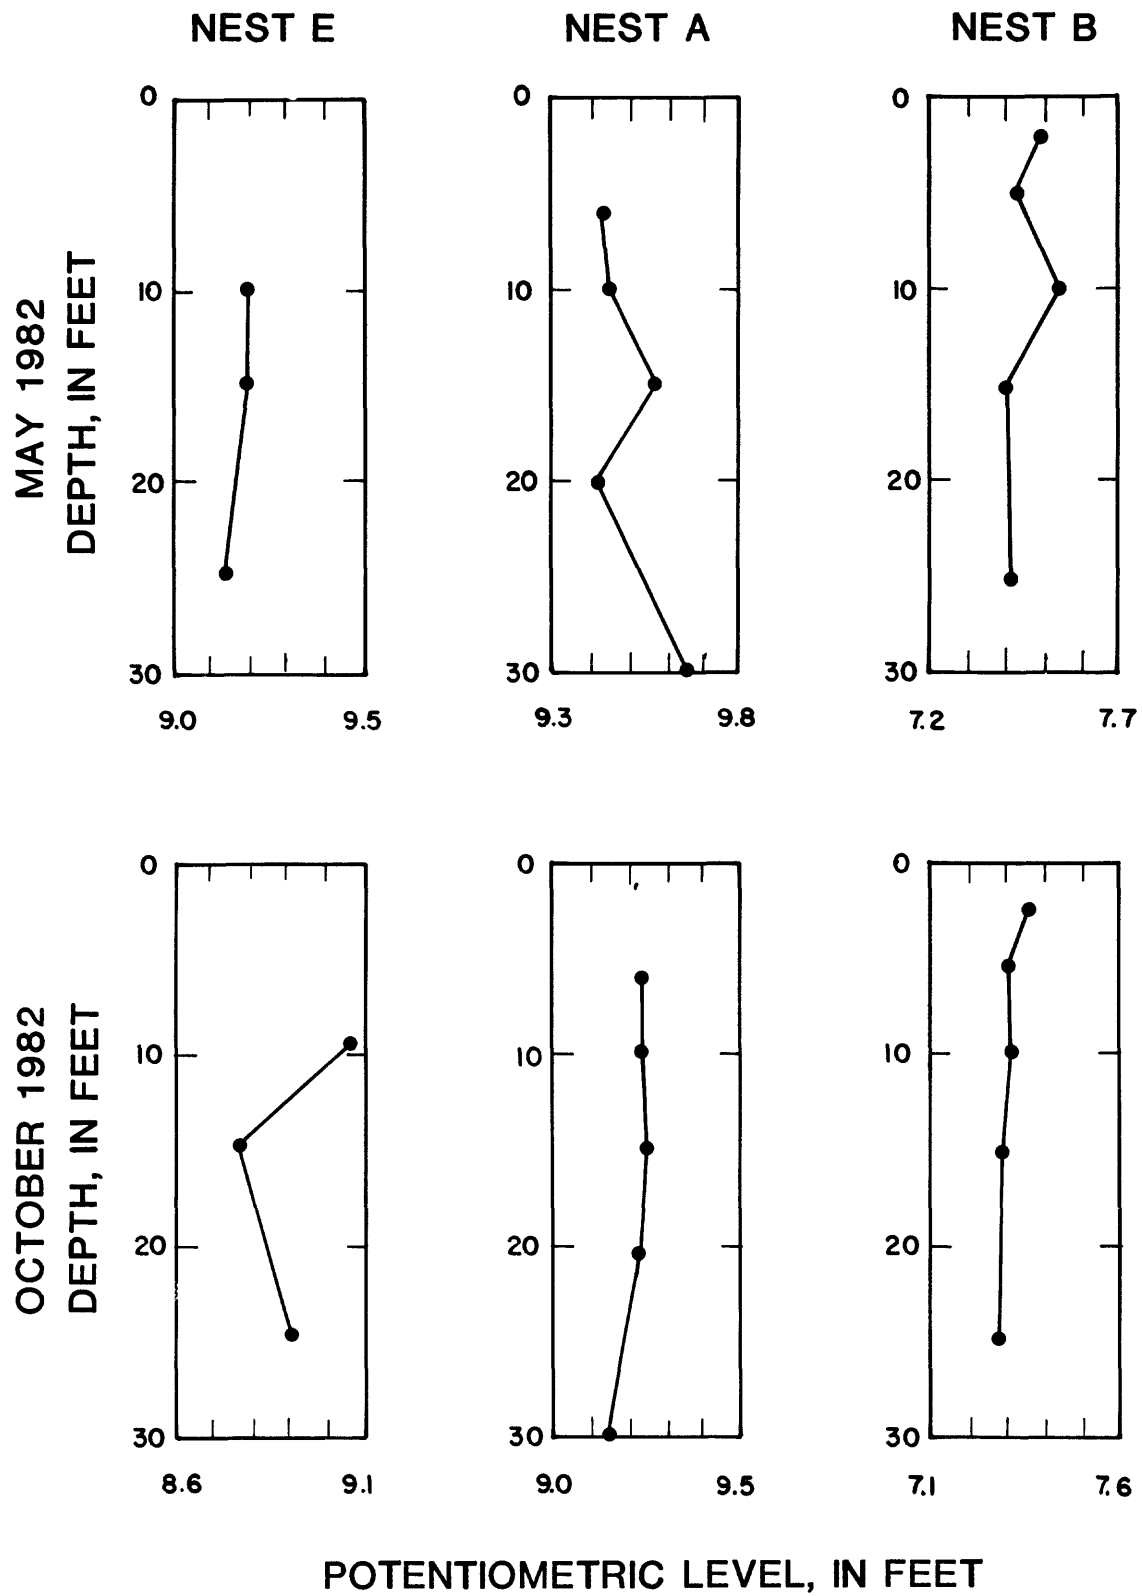 NEST E NEST A NEST B
MAY 1982
DEPTH, IN FEET
0 0 0
10 10 10
20 20 20
30 30 30
9.0 9.5 9.3 9.8 7.2 7.7
OCTOBER 1982
DEPTH, IN FEET
0 0 0
10 10 10
20 20 20
30 30 30
8.6 9.1 9.0 9.5 7.1 7.6
POTENTIOMETRIC LEVEL, IN FEET